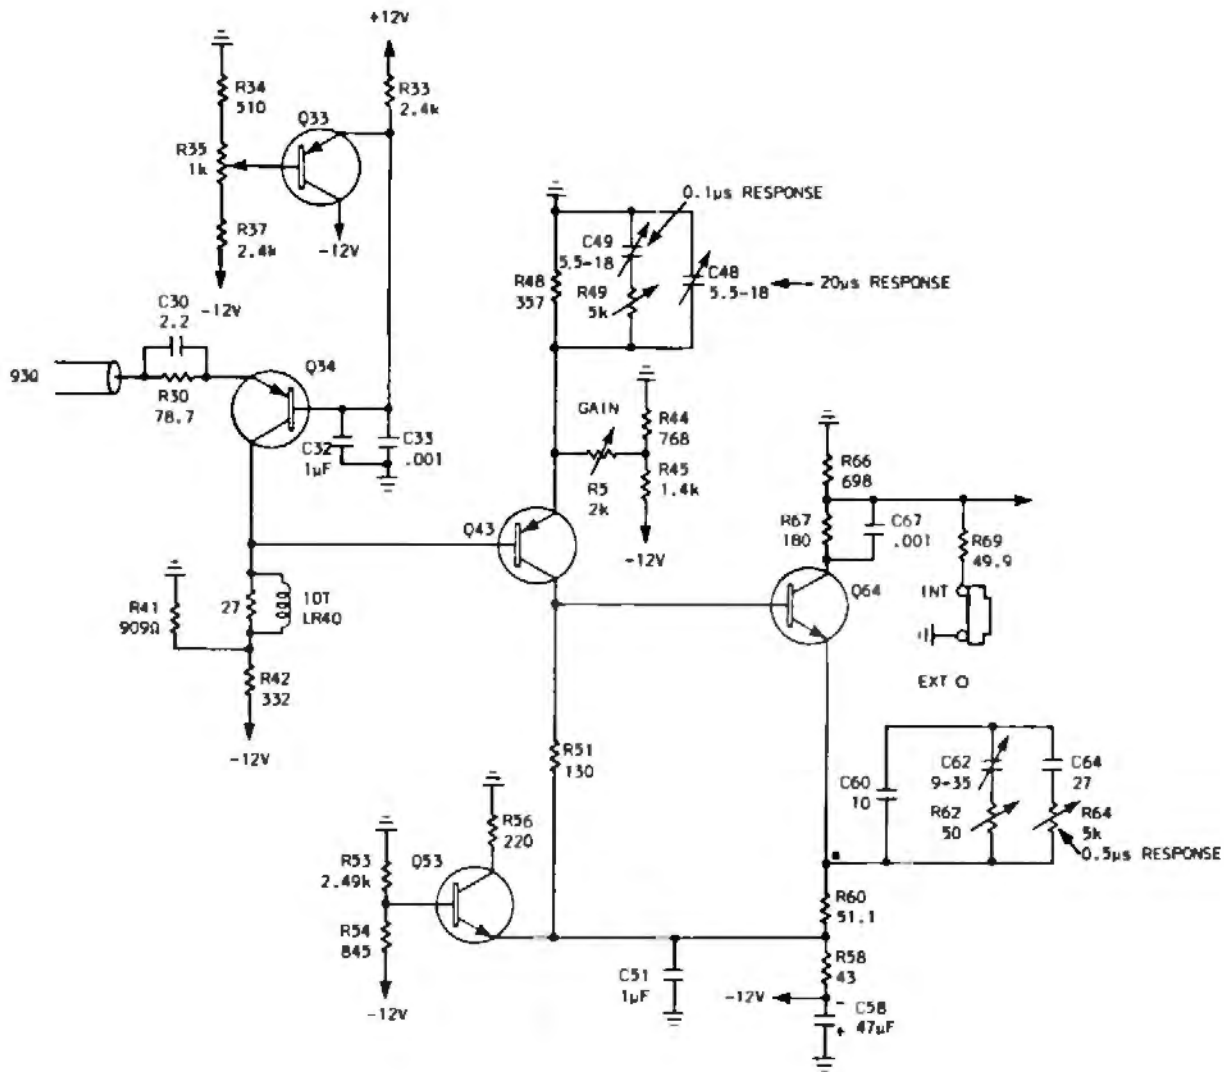 +12V
R34
510
R33
2.4k
Q33
R35
1k
R37
2.4k
-12V
-12V
0.1µs RESPONSE
C49
5.5-18
C48
5.5-18
20µs RESPONSE
R48
357
R49
5k
C30
2.2
93Ω
R30
78.7
Q34
C32
1µF
C33
.001
GAIN
R44
768
R45
1.4k
R5
2k
-12V
R66
698
R67
180
C67
.001
R69
49.9
Q43
Q64
INT
EXT
R41
909Ω
27
10T
LR40
R42
332
-12V
R51
130
C60
10
C62
9-35
R62
50
C64
27
R64
5k
0.5µs RESPONSE
R56
220
R53
2.49k
Q53
R54
845
-12V
R60
51.1
R58
43
C51
1µF
-12V
-
C58
47µF
+